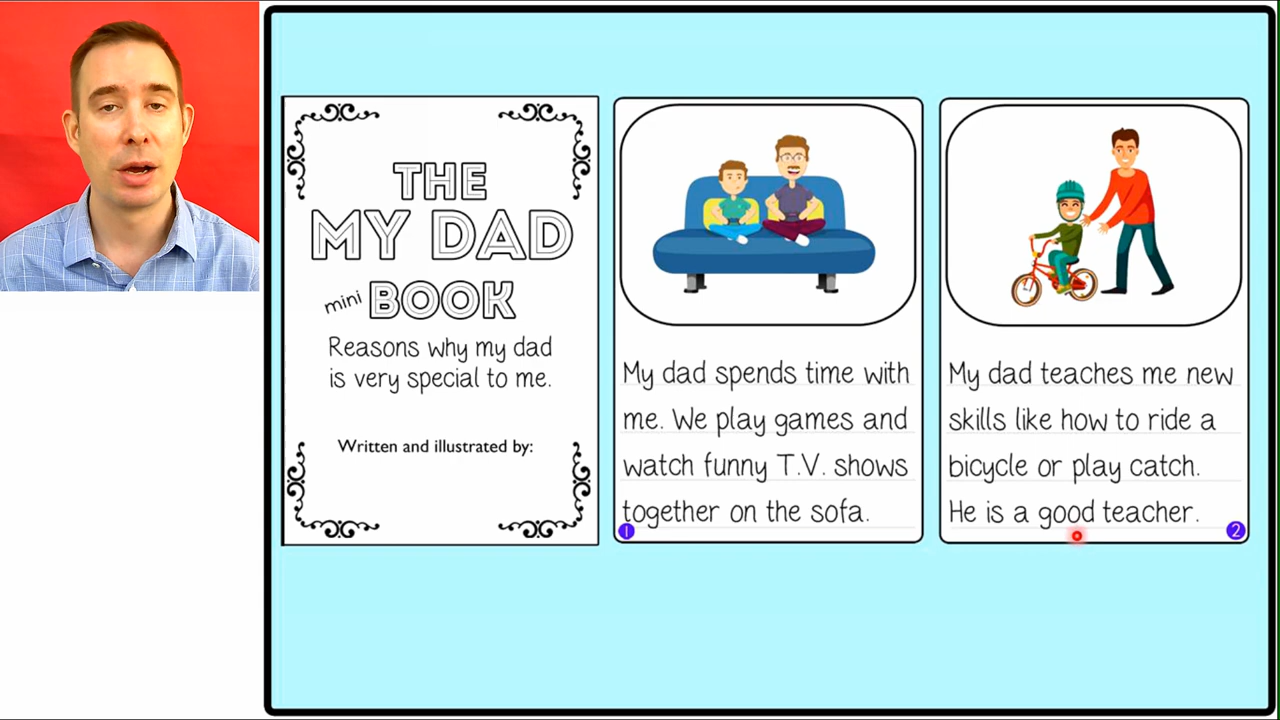 THE
MY DAD
mini BOOK
Reasons why my dad
is very special to me.
Written and illustrated by:
My dad spends time with
me. We play games and
watch funny T.V. shows
together on the sofa.
1
My dad teaches me new
skills like how to ride a
bicycle or play catch.
He is a good teacher.
2